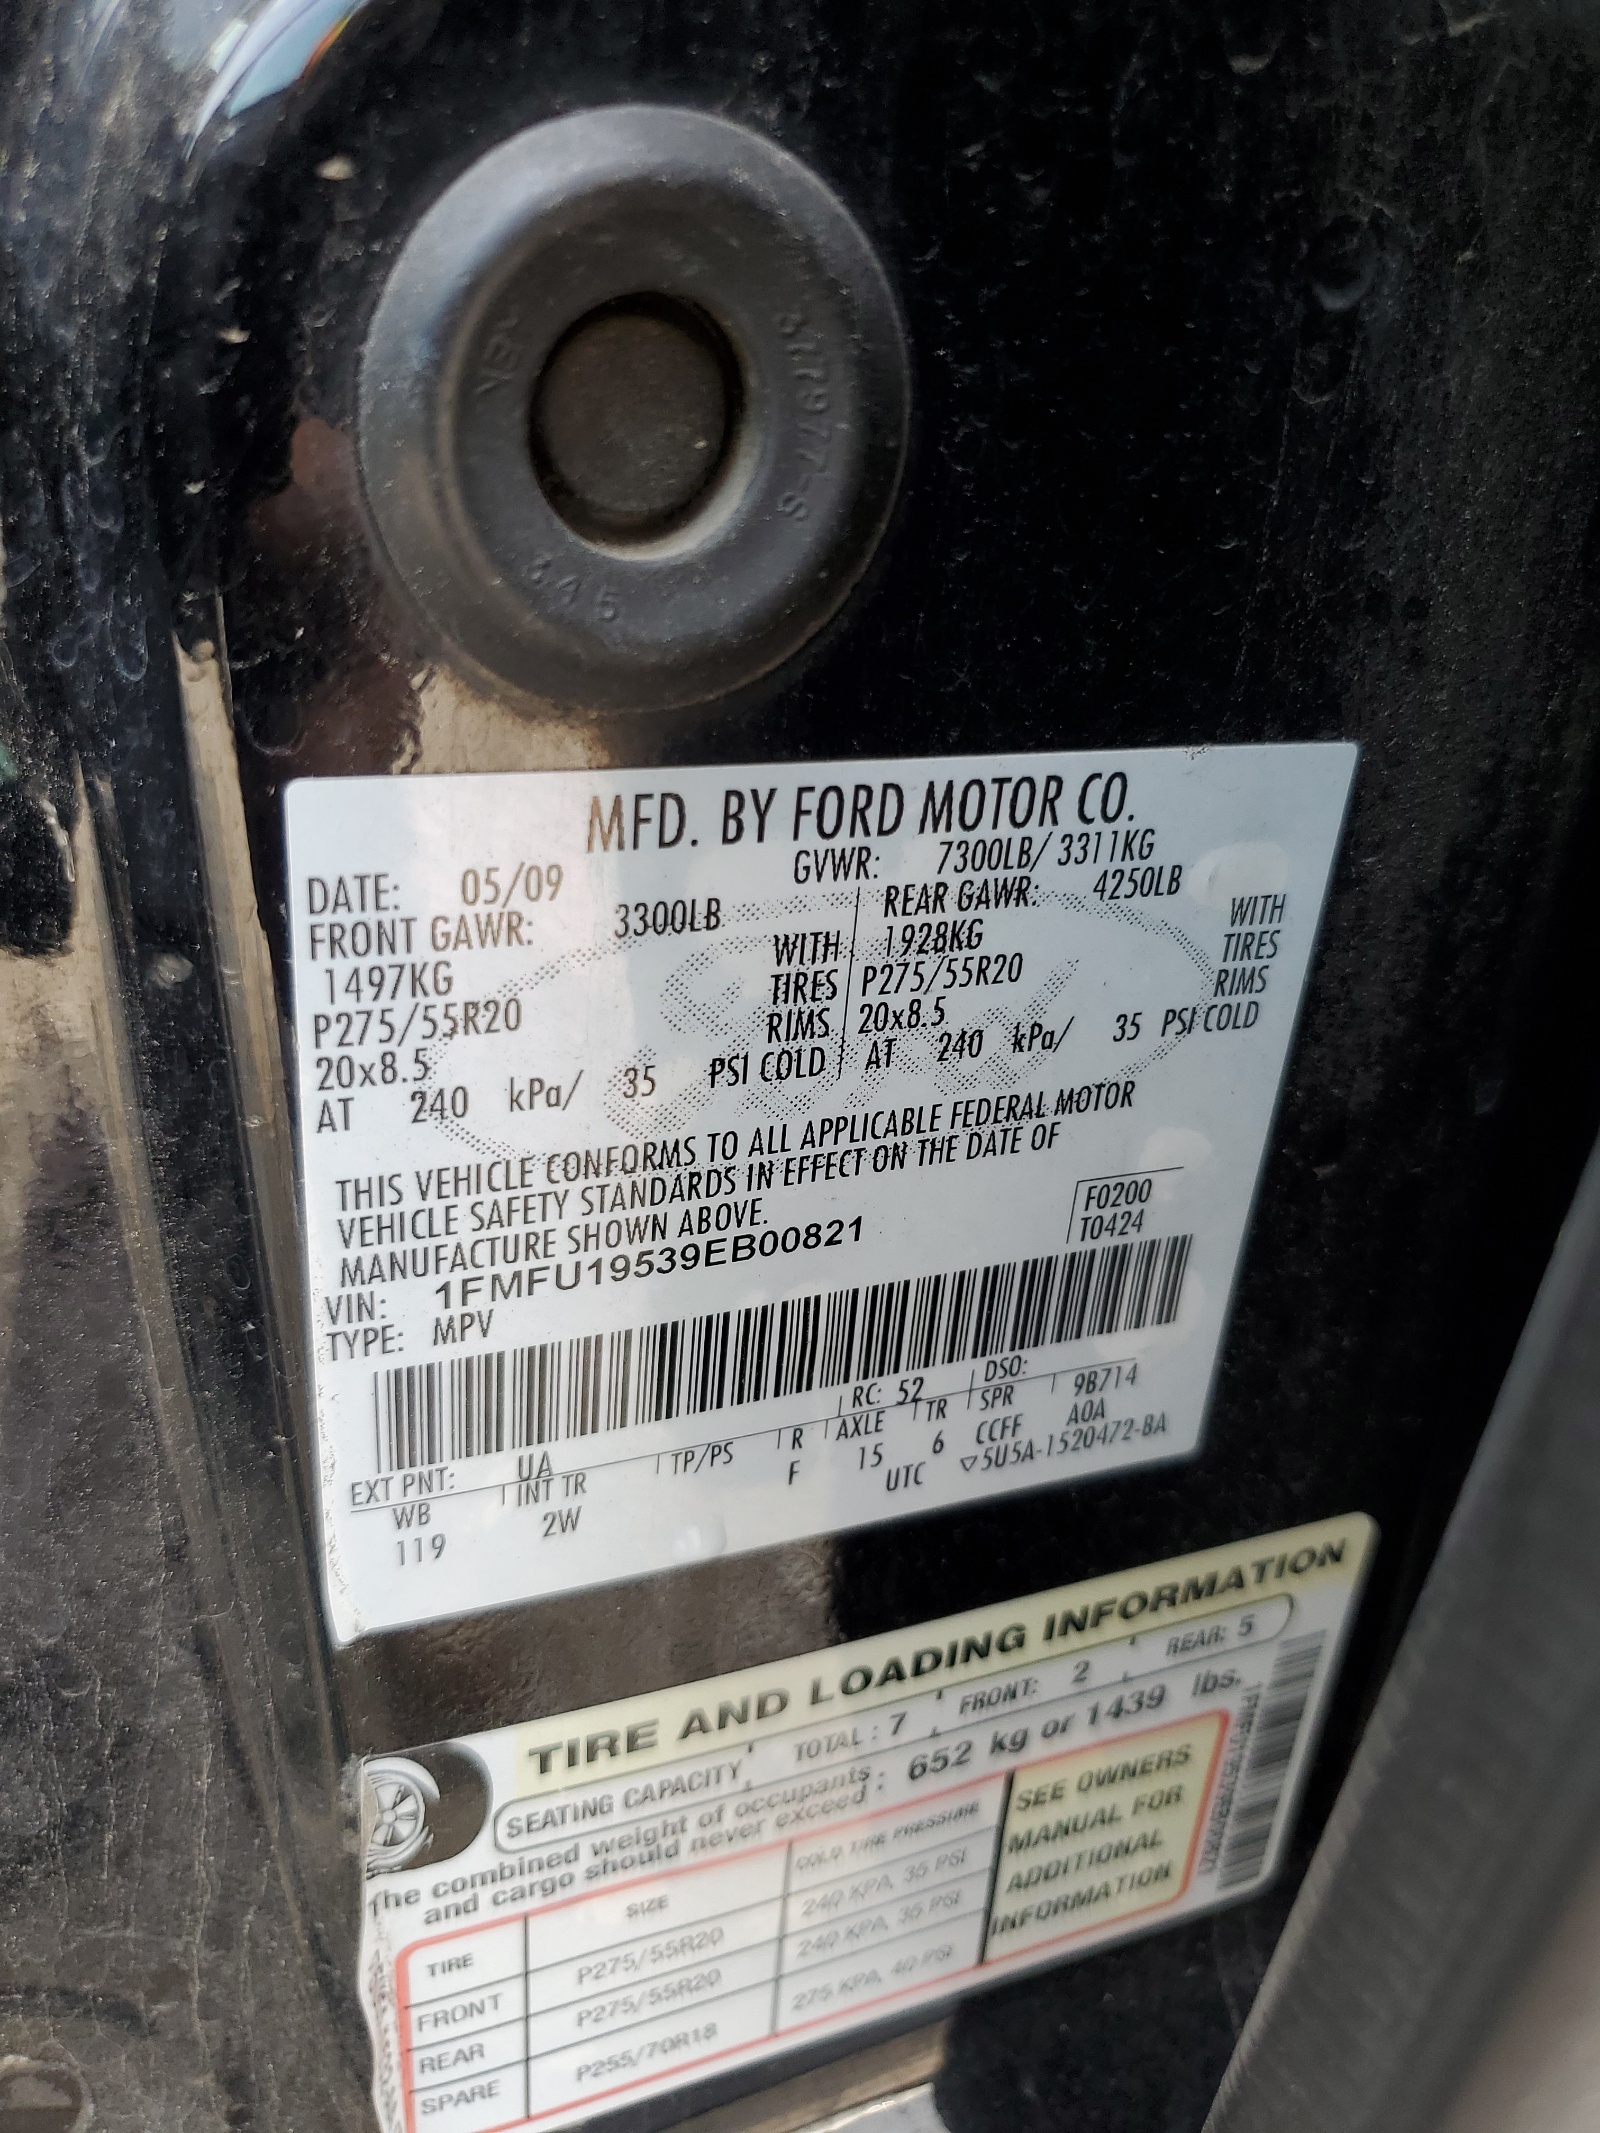 37797-S
345
MFD. BY FORD MOTOR CO.
DATE: 05/09
GVWR: 7300LB/ 3311KG
FRONT GAWR: 3300LB
1497KG WITH
P275/55R20 TIRES
20x8.5 RIMS
AT 240 kPa/ 35 PSI COLD
REAR GAWR: 4250LB
1928KG WITH
P275/55R20 TIRES
20x8.5 RIMS
AT 240 kPa/ 35 PSI COLD
THIS VEHICLE CONFORMS TO ALL APPLICABLE FEDERAL MOTOR
VEHICLE SAFETY STANDARDS IN EFFECT ON THE DATE OF
MANUFACTURE SHOWN ABOVE.
F0200
T0424
VIN: 1FMFU19539EB00821
TYPE: MPV
EXT PNT: UA RC: 52 DSO:
WB INT TR TP/PS R AXLE TR SPR 9B714
119 2W F 15 6 CCFF A0A
UTC ▽5U5A-1520472-BA
TIRE AND LOADING INFORMATION
SEATING CAPACITY TOTAL : 7 FRONT: 2 REAR: 5
The combined weight of occupants
and cargo should never exceed : 652 kg or 1439 lbs.
TIRE SIZE COLD TIRE PRESSURE
FRONT P275/55R20 240 KPA, 35 PSI
REAR P275/55R20 240 KPA, 35 PSI
SPARE P255/70R18 275 KPA, 40 PSI
SEE OWNERS
MANUAL FOR
ADDITIONAL
INFORMATION